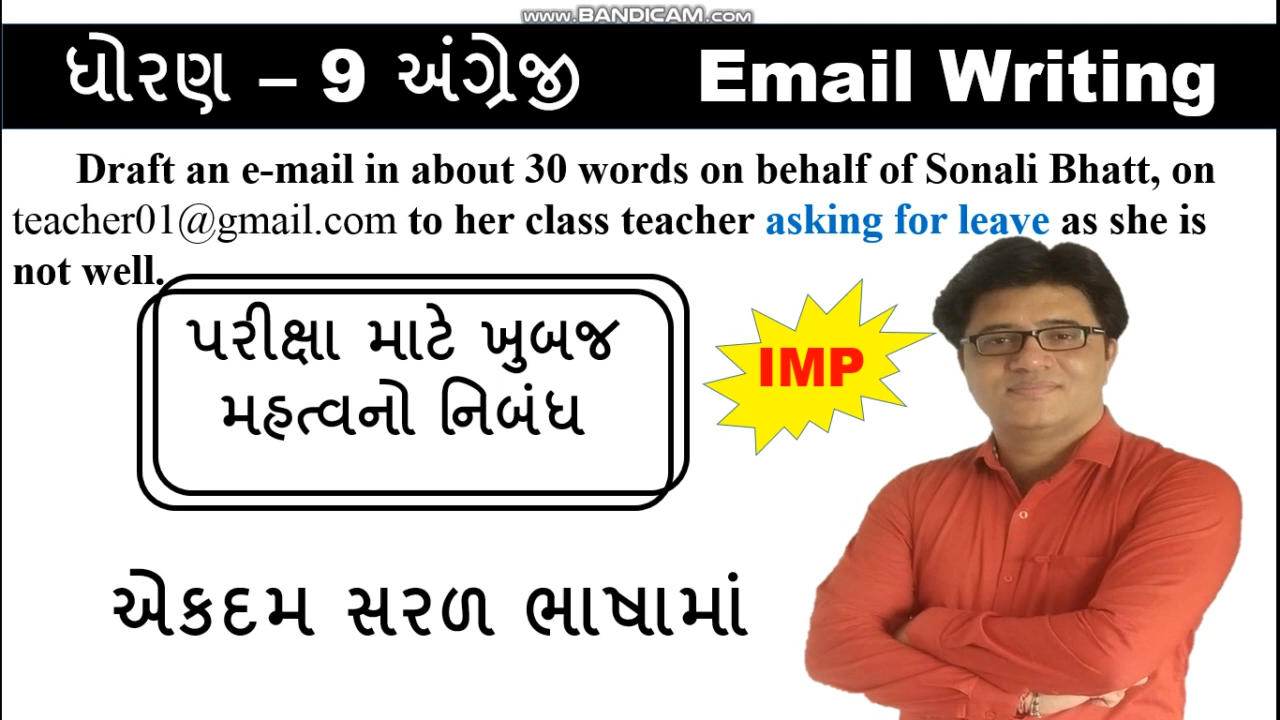 www.BANDICAM.com
ધોરણ – 9 અંગ્રેજી Email Writing
Draft an e-mail in about 30 words on behalf of Sonali Bhatt, on
teacher01@gmail.com to her class teacher asking for leave as she is
not well.
પરીક્ષા માટે ખુબજ
મહત્વનો નિબંધ
IMP
એકદમ સરળ ભાષામાં